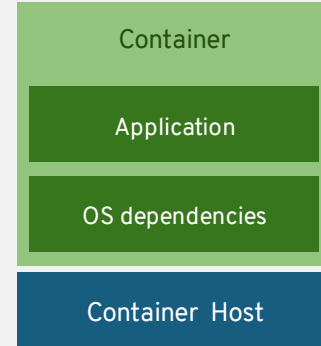 Container
Application
OS dependencies
Container Host